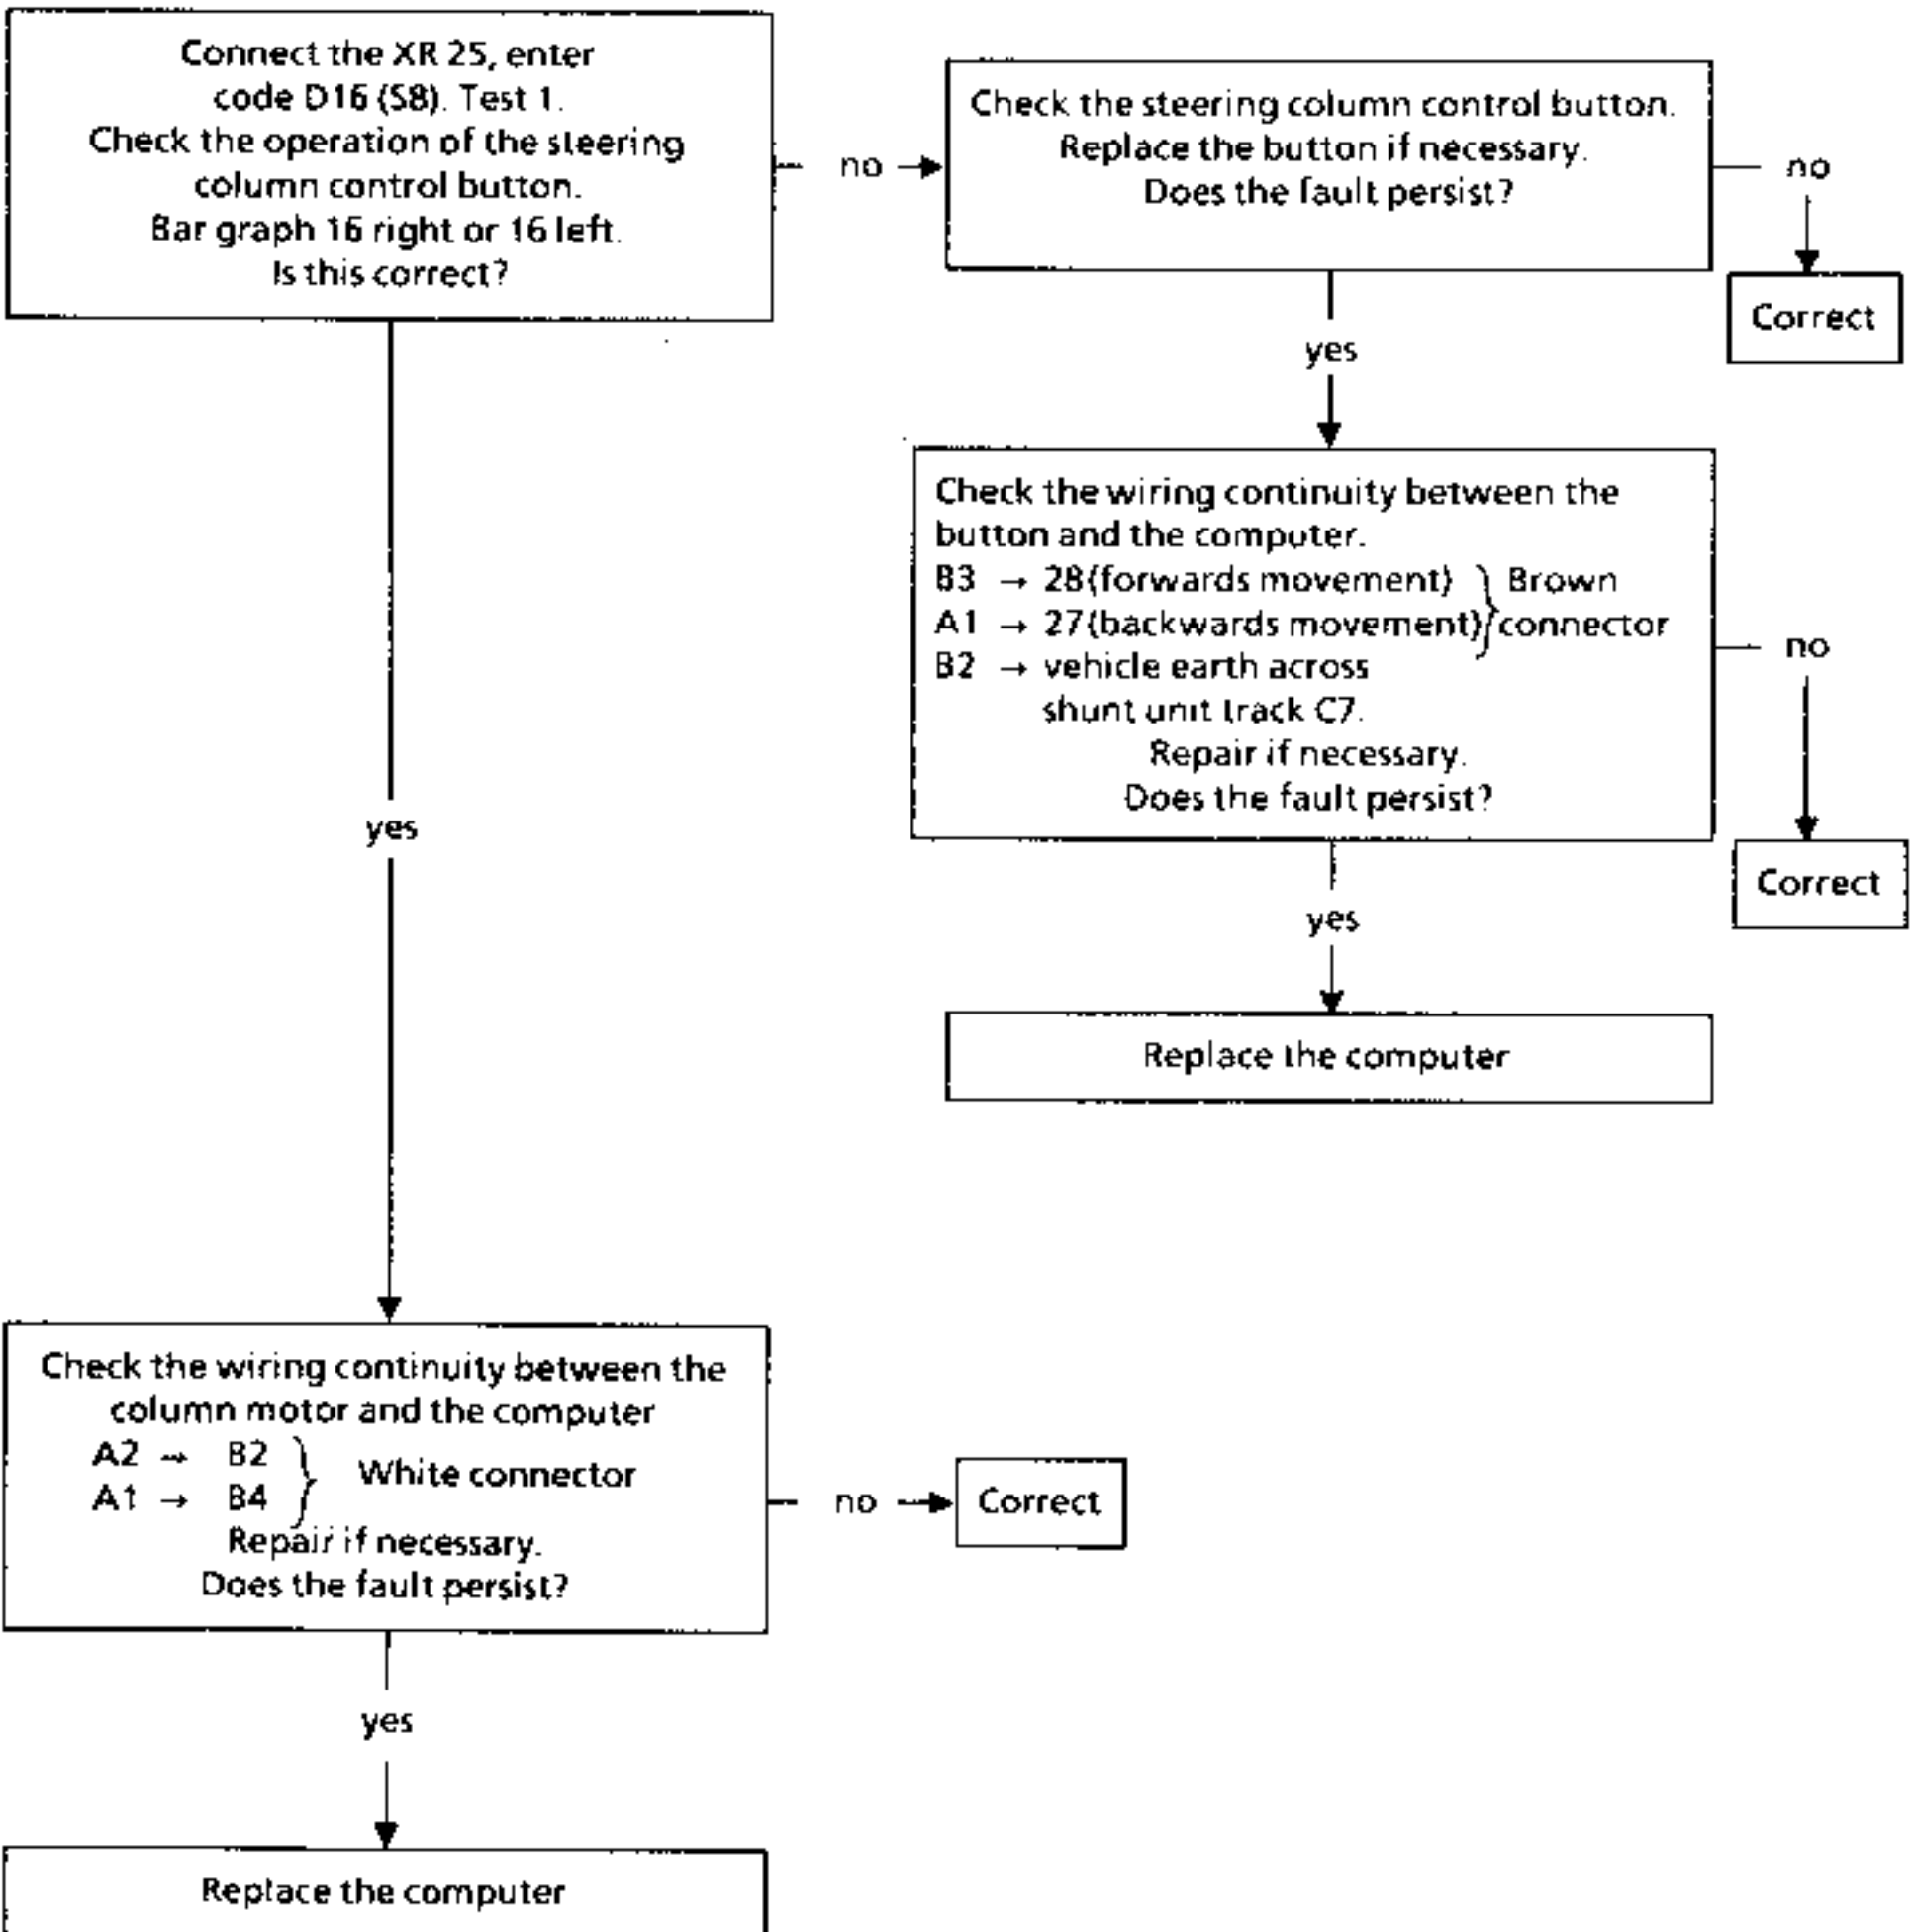 Connect the XR 25, enter
code D16 (S8). Test 1.
Check the operation of the steering
column control button.
Bar graph 16 right or 16 left.
Is this correct?
no
Check the steering column control button.
Replace the button if necessary.
Does the fault persist?
no
Correct
yes
Check the wiring continuity between the
button and the computer.
B3 → 28(forwards movement) } Brown
A1 → 27(backwards movement) } connector
B2 → vehicle earth across
shunt unit track C7.
Repair if necessary.
Does the fault persist?
no
Correct
yes
Replace the computer
yes
Check the wiring continuity between the
column motor and the computer
A2 → B2
A1 → B4
} White connector
Repair if necessary.
Does the fault persist?
no
Correct
yes
Replace the computer